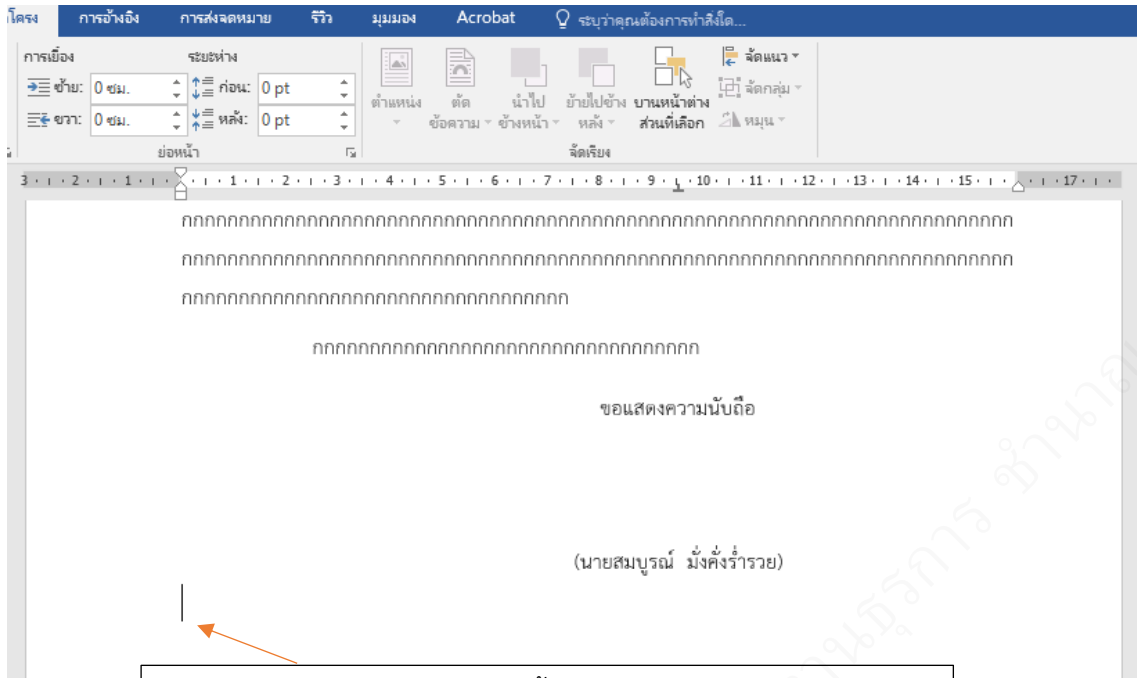 โครง การอ้างอิง การส่งจดหมาย รีวิว มุมมอง Acrobat ระบุว่าคุณต้องการทำสิ่งใด...
การเยื้อง ระยะห่าง
ซ้าย: 0 ซม. ก่อน: 0 pt
ขวา: 0 ซม. หลัง: 0 pt
ตำแหน่ง ตัดข้อความ นำไปข้างหน้า ย้ายไปข้างหลัง บานหน้าต่างส่วนที่เลือก จัดแนว
จัดกลุ่ม
หมุน
ย่อหน้า จัดเรียง
3 2 1 1 2 3 4 5 6 7 8 9 10 11 12 13 14 15 17
กกกกกกกกกกกกกกกกกกกกกกกกกกกกกกกกกกกกกกกกกกกกกกกกกกกกกกกกกกกกกกกกกกกกกกกกกก
กกกกกกกกกกกกกกกกกกกกกกกกกกกกกกกกกกกกกกกกกกกกกกกกกกกกกกกกกกกกกกกกกกกกกกกกกก
กกกกกกกกกกกกกกกกกกกกกกกกกกกกกกกกกก
กกกกกกกกกกกกกกกกกกกกกกกกกกกกกกกกกก
ขอแสดงความนับถือ
(นายสมบูรณ์ มั่งคั่งร่ำรวย)